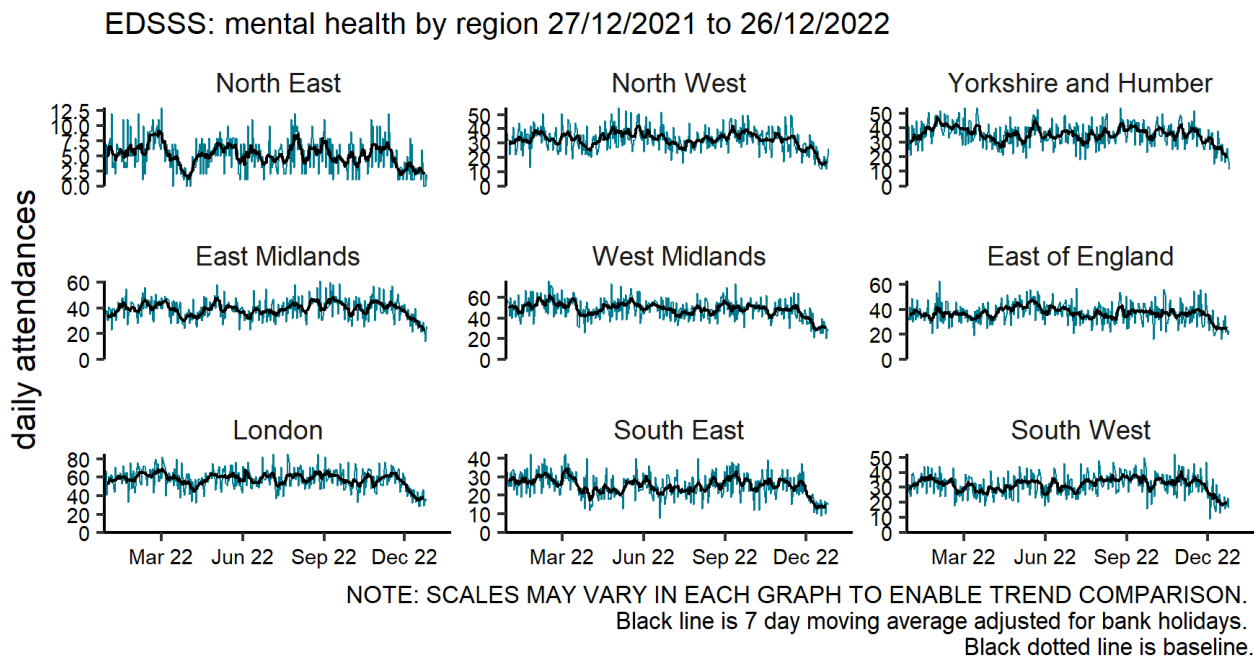 EDSSS: mental health by region 27/12/2021 to 26/12/2022
daily attendances
North East
12.5
10.0
7.5
5.0
2.5
0.0
North West
50
40
30
20
10
0
Yorkshire and Humber
50
40
30
20
10
0
East Midlands
60
40
20
0
West Midlands
60
40
20
0
East of England
60
40
20
0
London
80
60
40
20
0
Mar 22 Jun 22 Sep 22 Dec 22
South East
40
30
20
10
0
Mar 22 Jun 22 Sep 22 Dec 22
South West
50
40
30
20
10
0
Mar 22 Jun 22 Sep 22 Dec 22
NOTE: SCALES MAY VARY IN EACH GRAPH TO ENABLE TREND COMPARISON.
Black line is 7 day moving average adjusted for bank holidays.
Black dotted line is baseline.